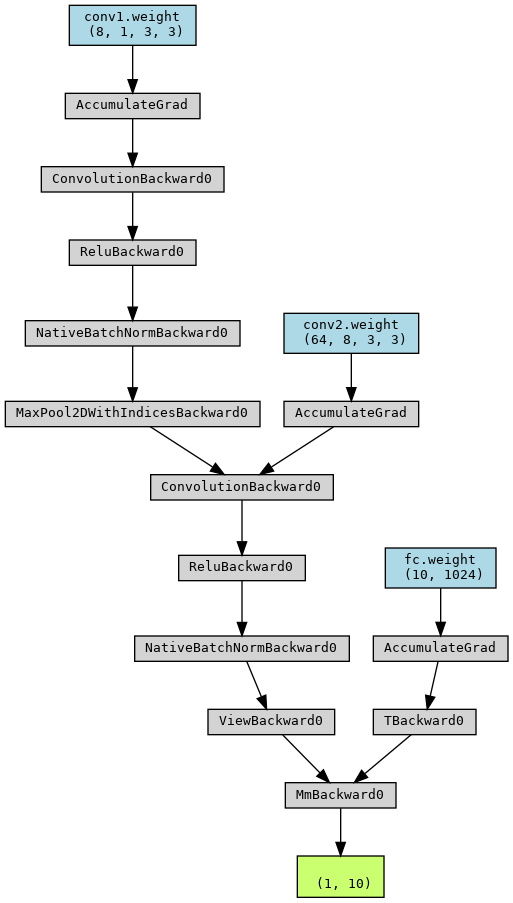 conv1.weight
(8, 1, 3, 3)
AccumulateGrad
ConvolutionBackward0
ReluBackward0
NativeBatchNormBackward0
conv2.weight
(64, 8, 3, 3)
MaxPool2DWithIndicesBackward0
AccumulateGrad
ConvolutionBackward0
ReluBackward0
fc.weight
(10, 1024)
NativeBatchNormBackward0
AccumulateGrad
ViewBackward0
TBackward0
MmBackward0
(1, 10)